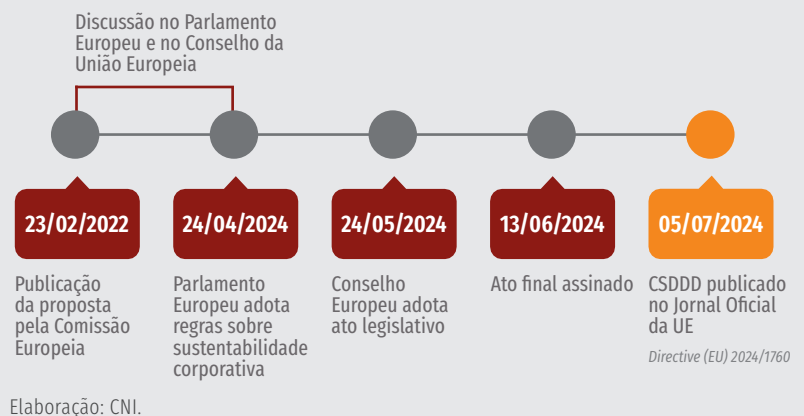 Discussão no Parlamento
Europeu e no Conselho da
União Europeia
23/02/2022
Publicação
da proposta
pela Comissão
Europeia
24/04/2024
Parlamento
Europeu adota
regras sobre
sustentabilidade
corporativa
24/05/2024
Conselho
Europeu adota
ato legislativo
13/06/2024
Ato final assinado
05/07/2024
CSDDD publicado
no Jornal Oficial
da UE
Directive (EU) 2024/1760
Elaboração: CNI.